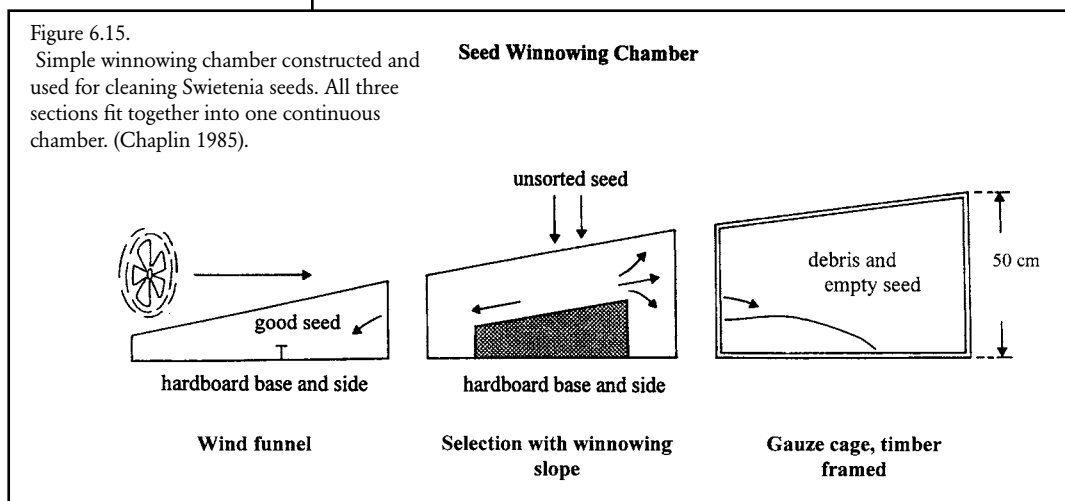 Figure 6.15.
Simple winnowing chamber constructed and
used for cleaning Swietenia seeds. All three
sections fit together into one continuous
chamber. (Chaplin 1985).
Seed Winnowing Chamber
unsorted seed
good seed
debris and
empty seed
50 cm
hardboard base and side
hardboard base and side
Wind funnel
Selection with winnowing
slope
Gauze cage, timber
framed